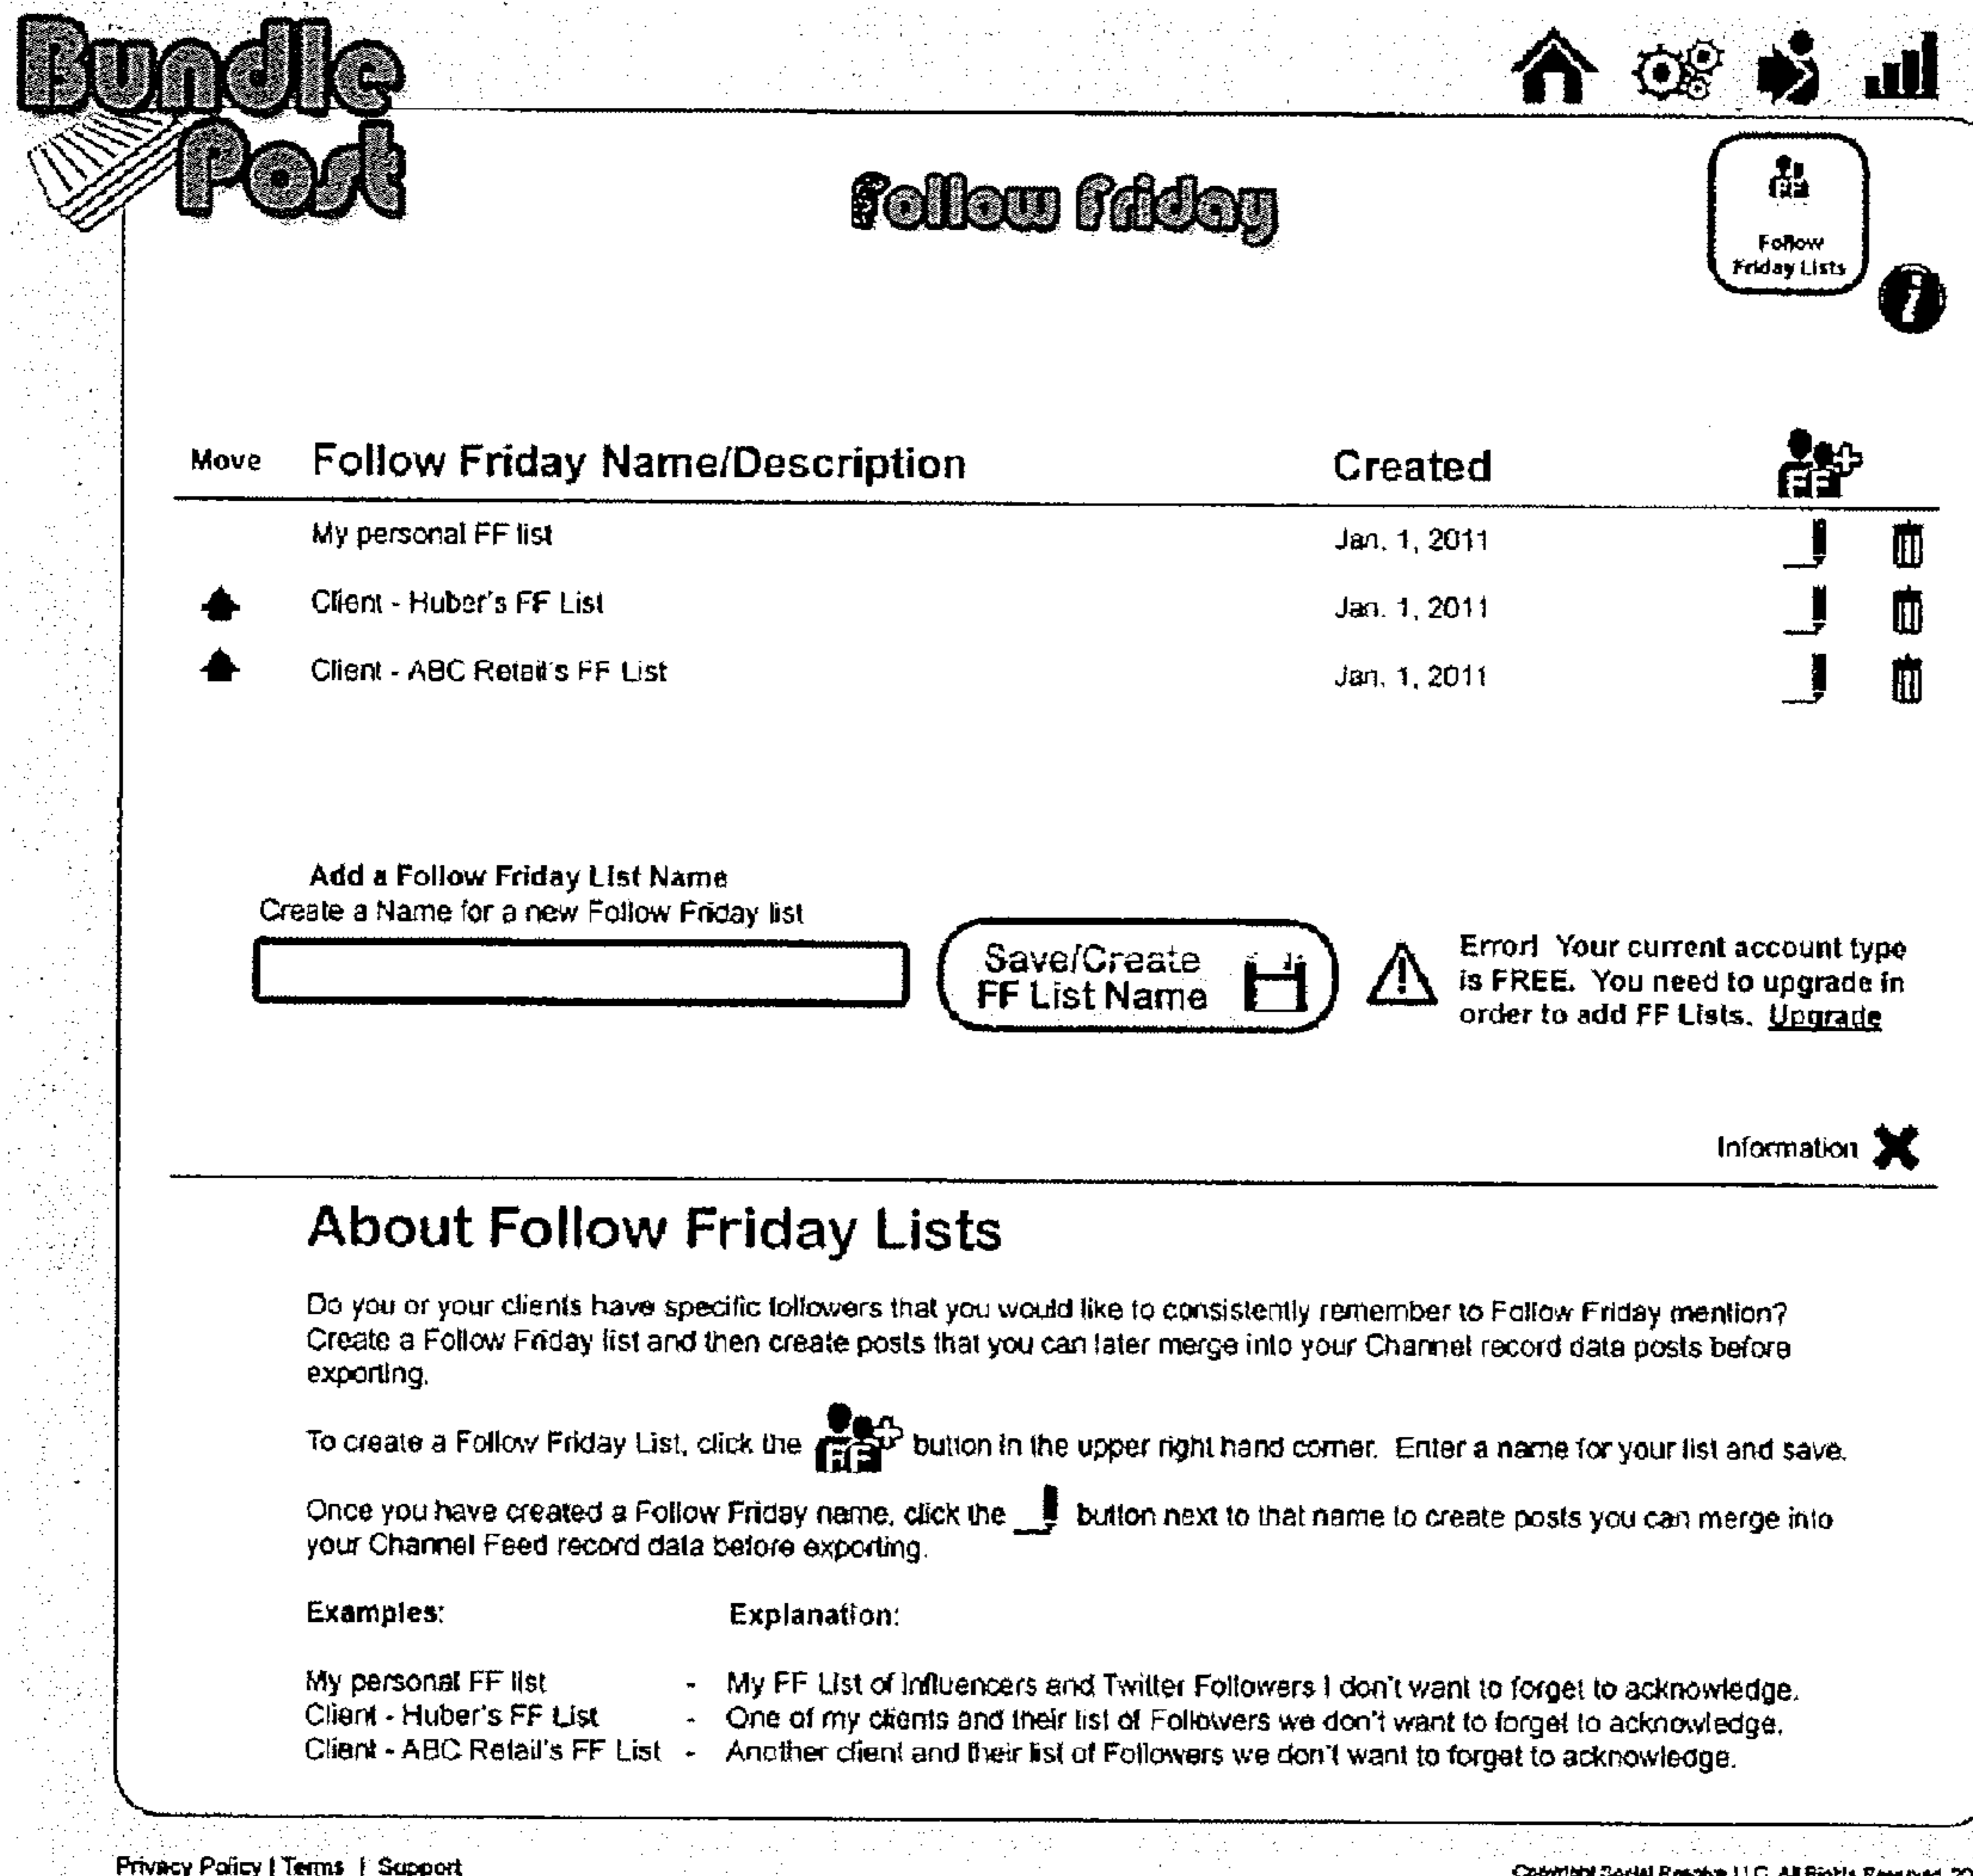 Bundle
Post
Follow Friday
FF
Follow
Friday Lists
i
Move Follow Friday Name/Description Created FF
My personal FF list Jan. 1, 2011
Client - Huber's FF List Jan. 1, 2011
Client - ABC Retail's FF List Jan. 1, 2011
Add a Follow Friday List Name
Create a Name for a new Follow Friday list
Save/Create
FF List Name
Error! Your current account type
is FREE. You need to upgrade in
order to add FF Lists. Upgrade
Information
About Follow Friday Lists
Do you or your clients have specific followers that you would like to consistently remember to Follow Friday mention?
Create a Follow Friday list and then create posts that you can later merge into your Channel record data posts before
exporting.
To create a Follow Friday List, click the FF button in the upper right hand corner. Enter a name for your list and save.
Once you have created a Follow Friday name, click the button next to that name to create posts you can merge into
your Channel Feed record data before exporting.
Examples: Explanation:
My personal FF list - My FF List of Influencers and Twitter Followers I don't want to forget to acknowledge.
Client - Huber's FF List - One of my clients and their list of Followers we don't want to forget to acknowledge.
Client - ABC Retail's FF List - Another client and their list of Followers we don't want to forget to acknowledge.
Privacy Policy | Terms | Support
Copyright Social LLC. All Rights Reserved. 20